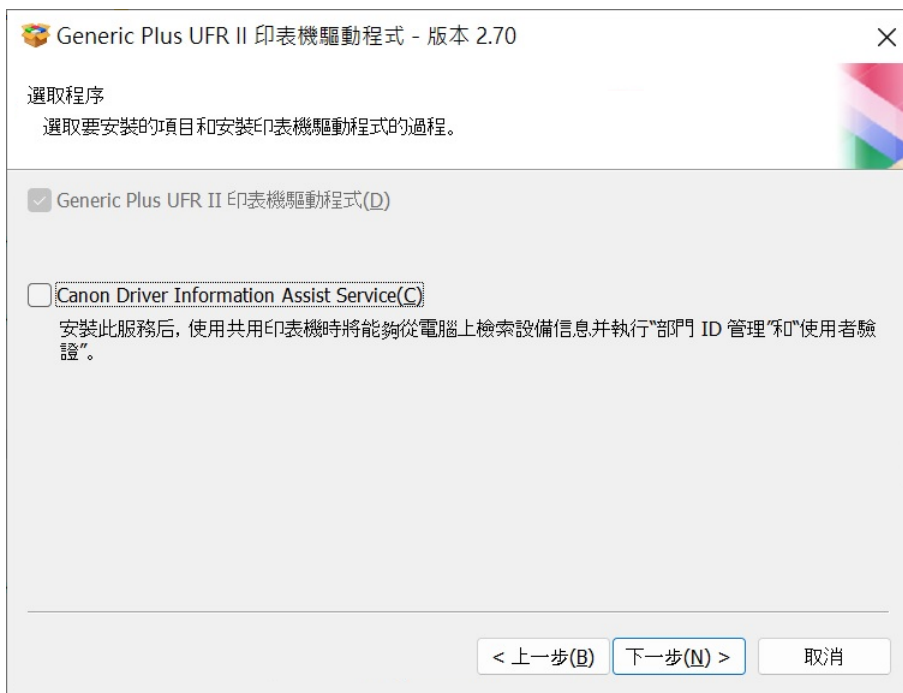 Generic Plus UFR II 印表機驅動程式 - 版本 2.70
選取程序
選取要安裝的項目和安裝印表機驅動程式的過程。
Generic Plus UFR II 印表機驅動程式(D)
Canon Driver Information Assist Service(C)
安裝此服務后, 使用共用印表機時將能夠從電腦上檢索設備信息并執行“部門 ID 管理”和“使用者驗
證”。
< 上一步(B)
下一步(N) >
取消